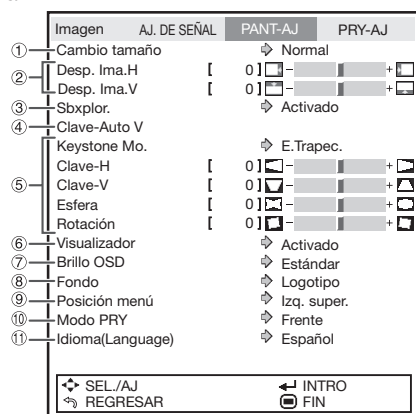 Imagen AJ. DE SEÑAL PANT-AJ PRY-AJ
① Cambio tamaño Normal
② Desp. Ima.H [ 0 ] - +
Desp. Ima.V [ 0 ] - +
③ Sbxplor. Activado
④ Clave-Auto V
⑤ Keystone Mo. E.Trapec.
Clave-H [ 0 ] - +
Clave-V [ 0 ] - +
Esfera [ 0 ] - +
Rotación [ 0 ] - +
⑥ Visualizador Activado
⑦ Brillo OSD Estándar
⑧ Fondo Logotipo
⑨ Posición menú Izq. super.
⑩ Modo PRY Frente
⑪ Idioma(Language) Español
SEL./AJ INTRO
REGRESAR FIN